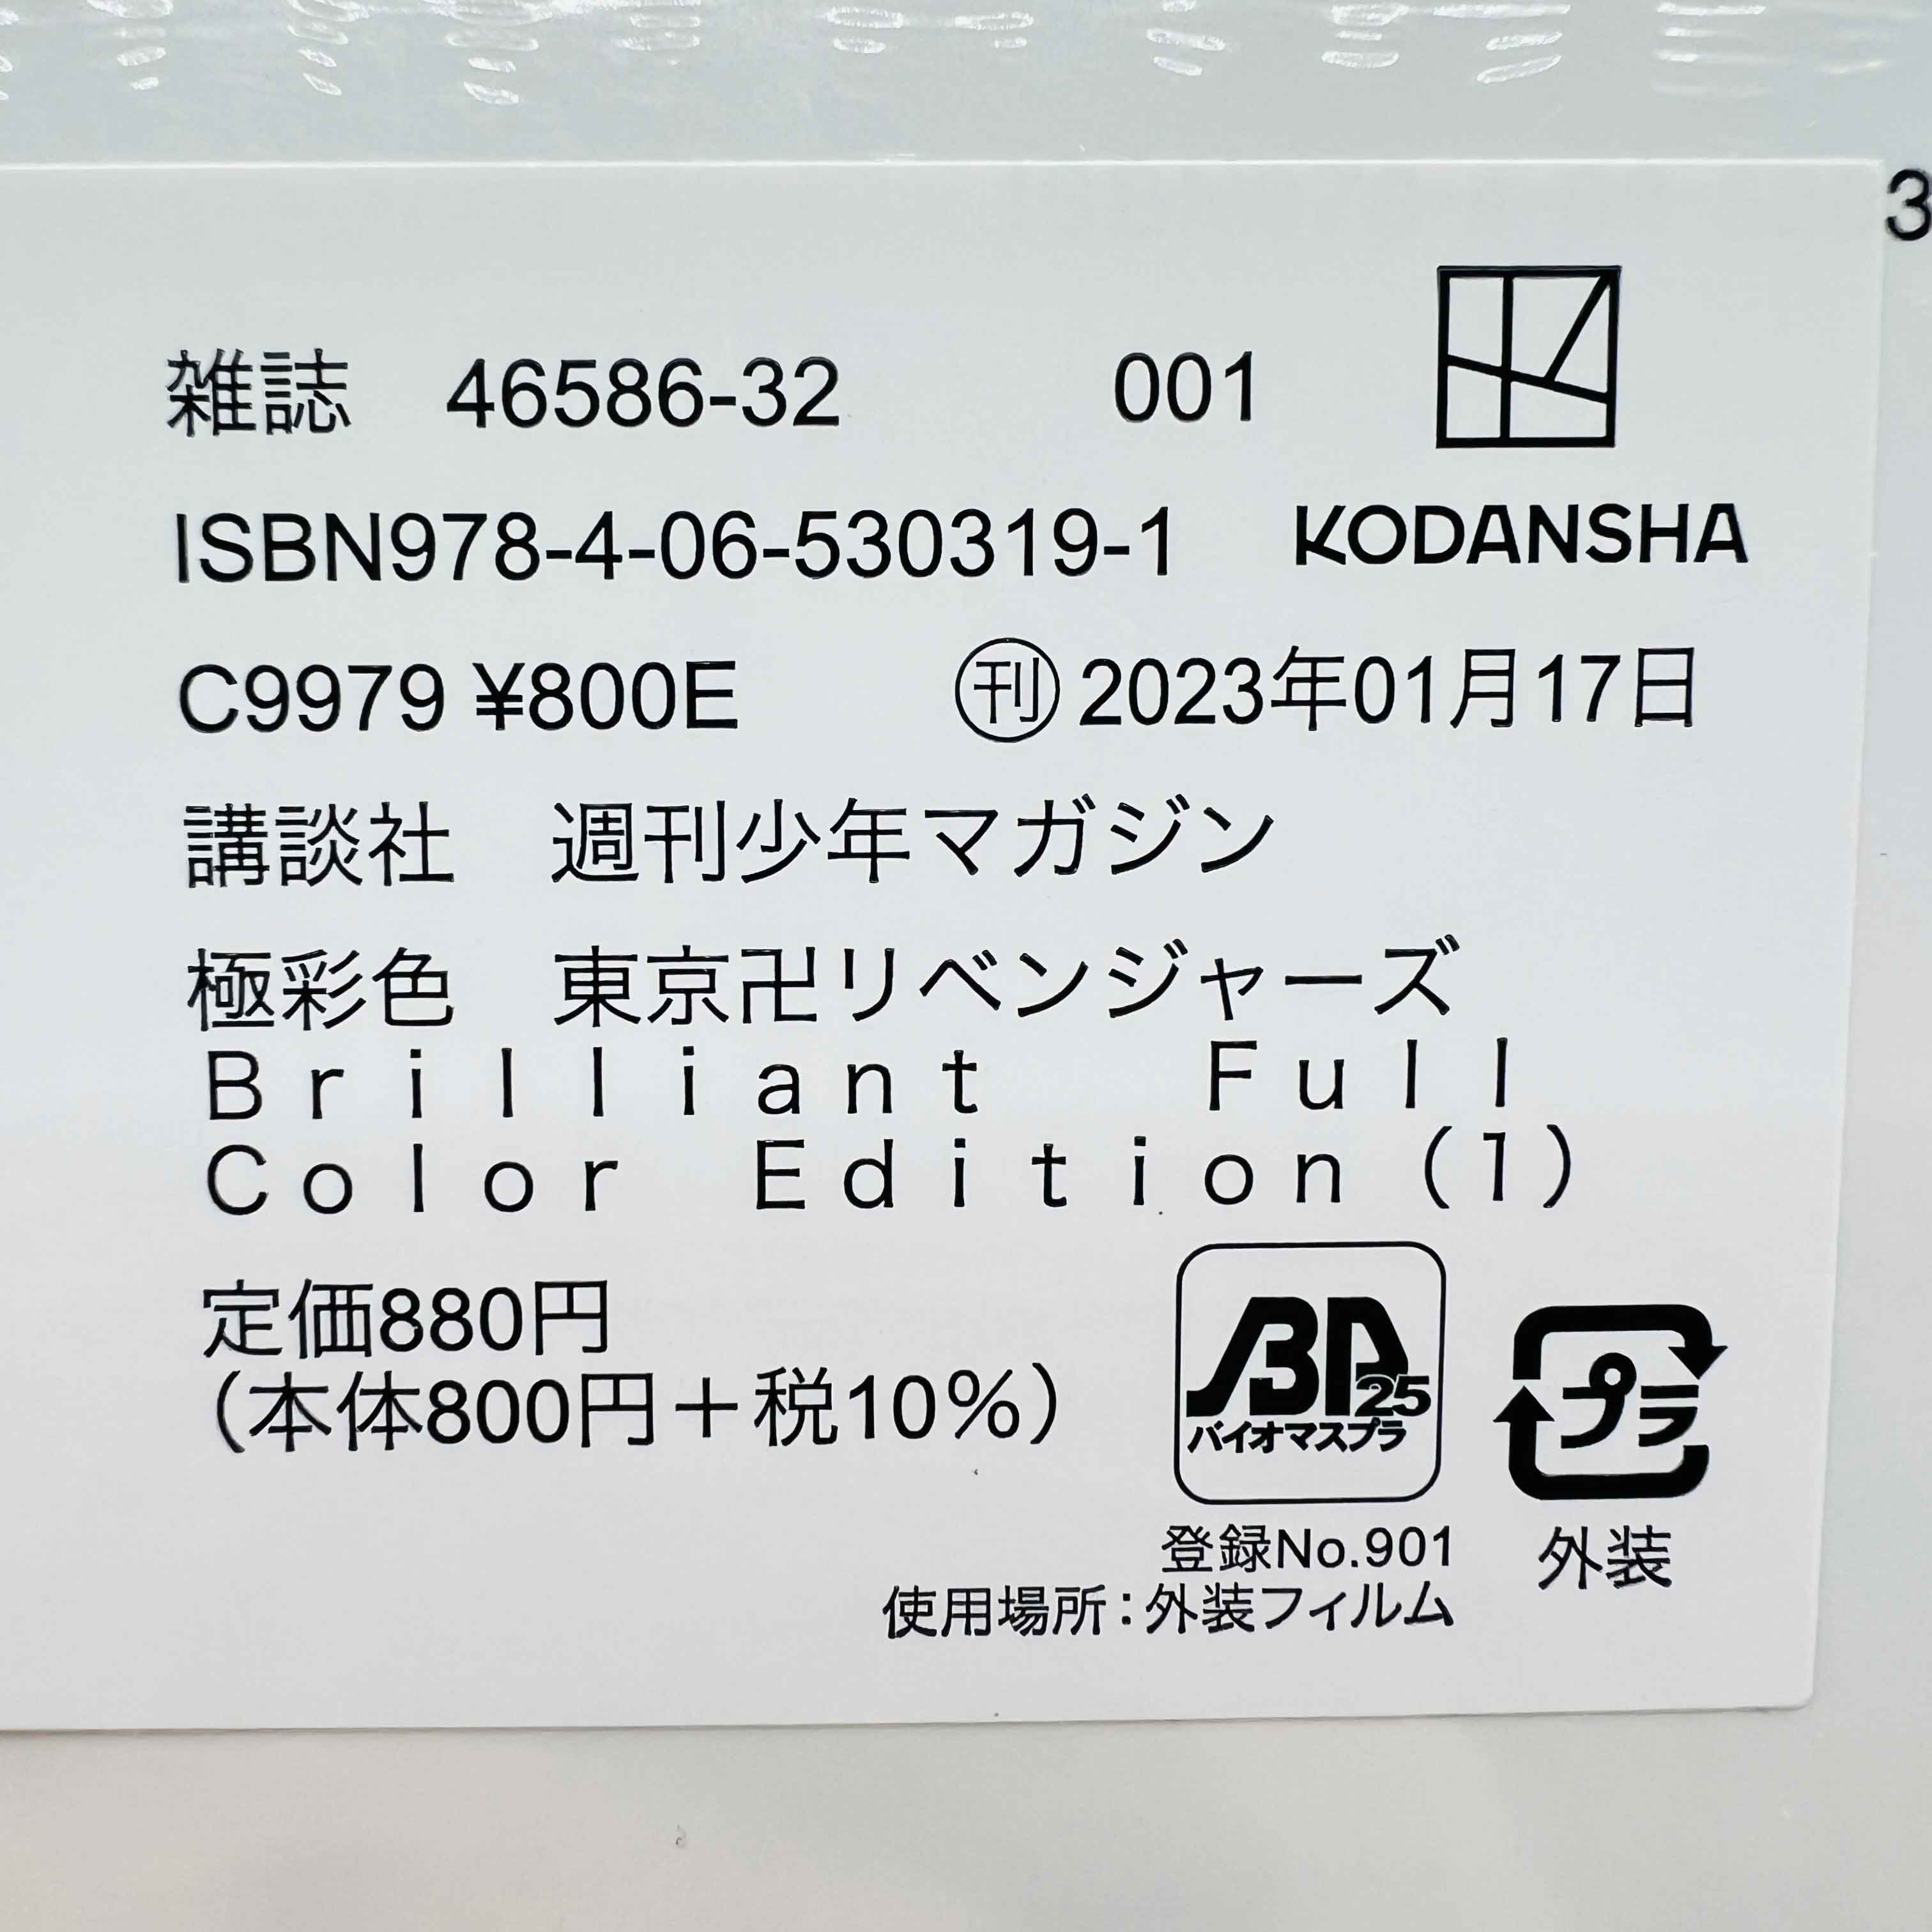 3
雑誌　46586-32　001
ISBN978-4-06-530319-1　KODANSHA
C9979 ¥800E　㊞刊 2023年01月17日
講談社　週刊少年マガジン
極彩色　東京卍リベンジャーズ
Ｂｒｉｌｌｉａｎｔ　Ｆｕｌｌ
Ｃｏｌｏｒ　Ｅｄｉｔｉｏｎ（１）
定価880円
（本体800円＋税10％）
BP25
バイオマスプラ
プラ
登録No.901　外装
使用場所：外装フィルム